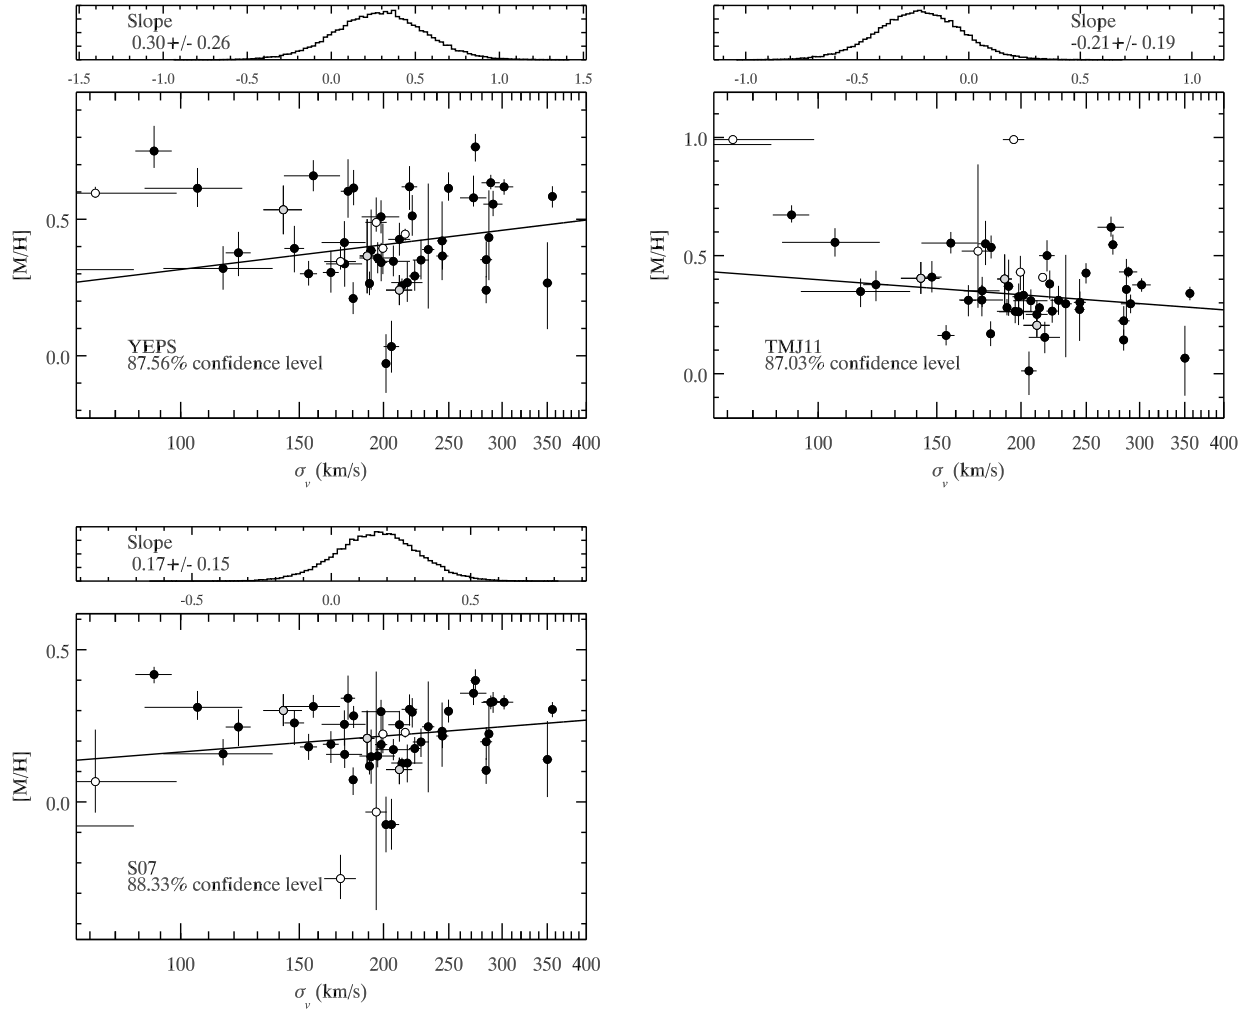 Slope
0.30+/- 0.26
-1.5 -1.0 -0.5 0.0 0.5 1.0 1.5
[M/H]
0.5
0.0
YEPS
87.56% confidence level
100 150 200 250 300 350 400
σv (km/s)
Slope
-0.21+/- 0.19
-1.0 -0.5 0.0 0.5 1.0
[M/H]
1.0
0.5
0.0
TMJ11
87.03% confidence level
100 150 200 250 300 350 400
σv (km/s)
Slope
0.17+/- 0.15
-0.5 0.0 0.5
[M/H]
0.5
0.0
S07
88.33% confidence level
100 150 200 250 300 350 400
σv (km/s)